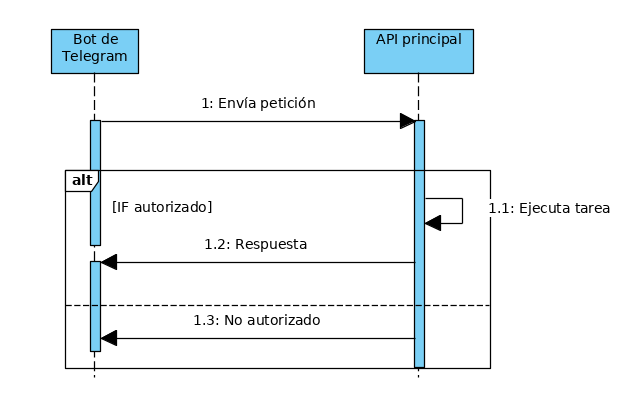 Bot de
Telegram
API principal
1: Envía petición
alt
[IF autorizado]
1.1: Ejecuta tarea
1.2: Respuesta
1.3: No autorizado